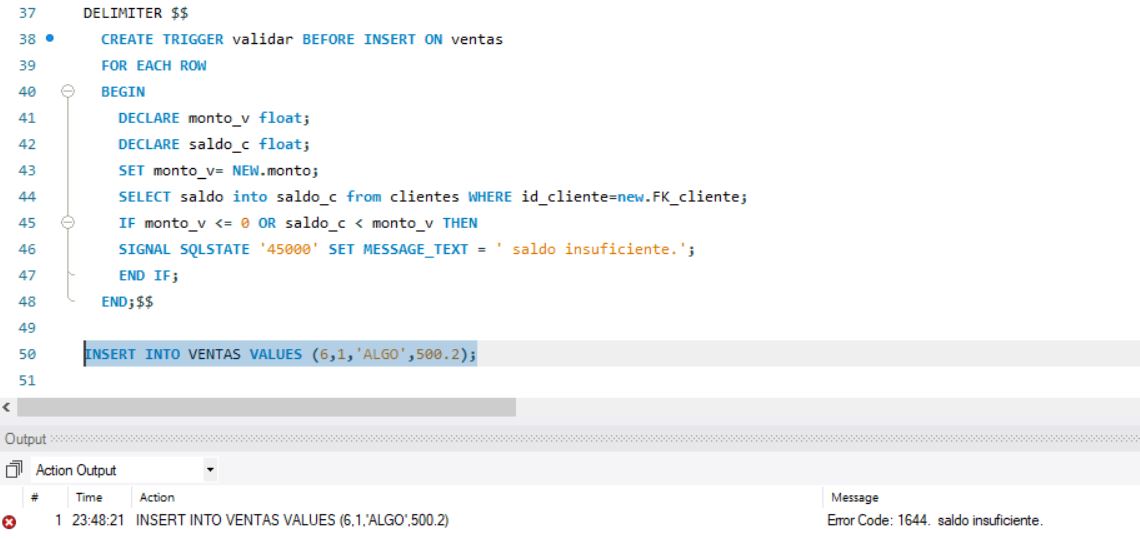 37 DELIMITER $$
38 CREATE TRIGGER validar BEFORE INSERT ON ventas
39 FOR EACH ROW
40 BEGIN
41 DECLARE monto_v float;
42 DECLARE saldo_c float;
43 SET monto_v= NEW.monto;
44 SELECT saldo into saldo_c from clientes WHERE id_cliente=new.FK_cliente;
45 IF monto_v <= 0 OR saldo_c < monto_v THEN
46 SIGNAL SQLSTATE '45000' SET MESSAGE_TEXT = ' saldo insuficiente.';
47 END IF;
48 END;$$
49
50 INSERT INTO VENTAS VALUES (6,1,'ALGO',500.2);
51
Output
Action Output
# Time Action Message
1 23:48:21 INSERT INTO VENTAS VALUES (6,1,'ALGO',500.2) Error Code: 1644.  saldo insuficiente.